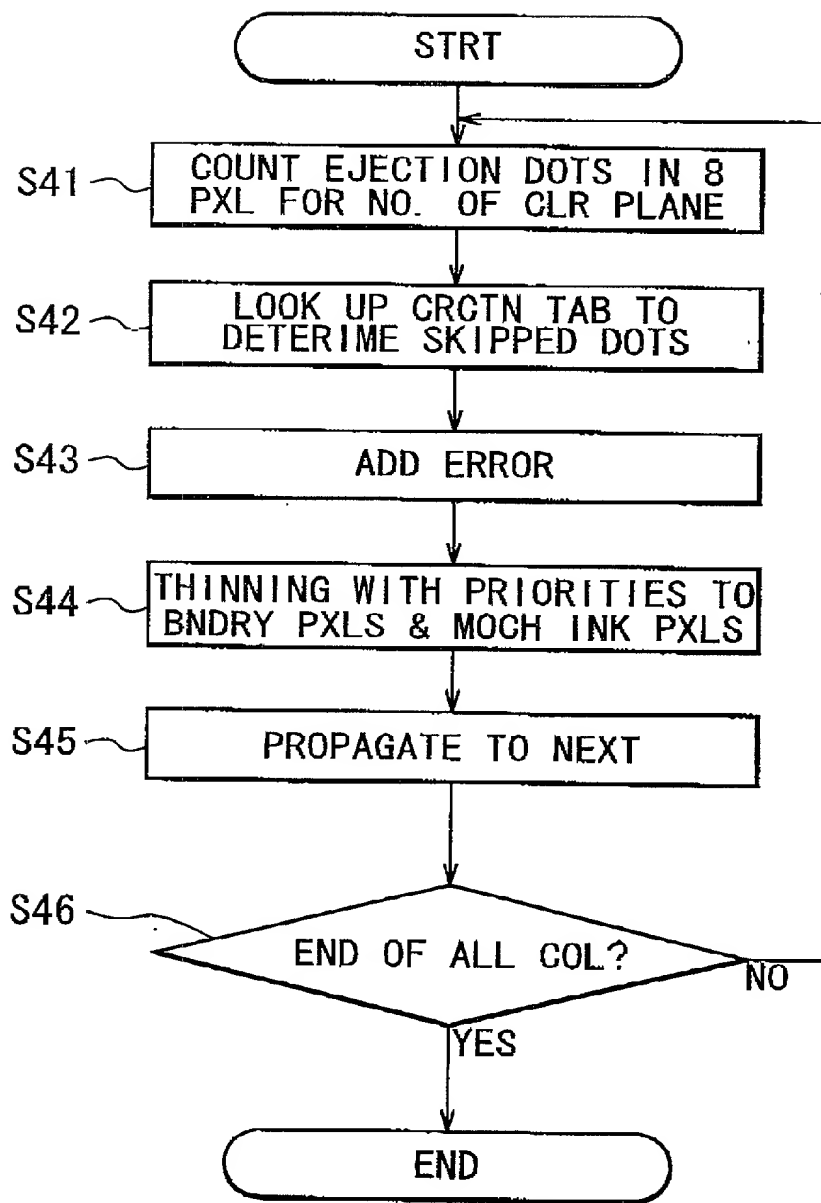 STRT
S41
COUNT EJECTION DOTS IN 8
PXL FOR NO. OF CLR PLANE
S42
LOOK UP CRCTN TAB TO
DETERIME SKIPPED DOTS
S43
ADD ERROR
S44
THINNING WITH PRIORITIES TO
BNDRY PXLS & MOCH INK PXLS
S45
PROPAGATE TO NEXT
S46
END OF ALL COL?
NO
YES
END